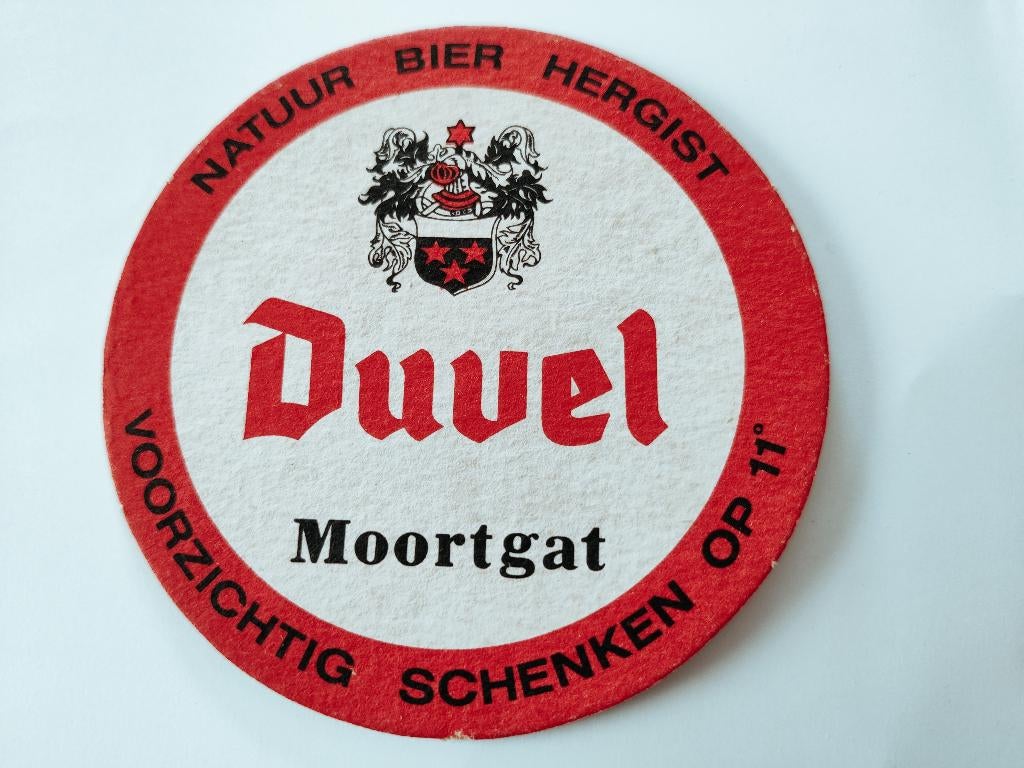 NATUUR BIER HERGIST
Duvel
Moortgat
VOORZICHTIG SCHENKEN OP 11°